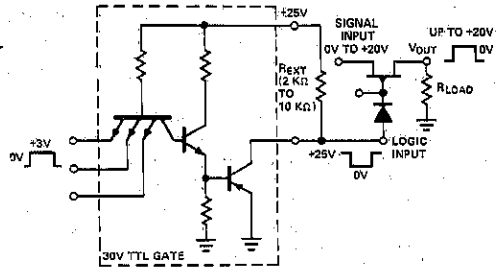 +25V
SIGNAL
INPUT
0V TO +20V
UP TO +20V
VOUT
REXT
(2 KΩ
TO
10 KΩ)
RLOAD
+3V
0V
+25V
0V
LOGIC
INPUT
30V TTL GATE